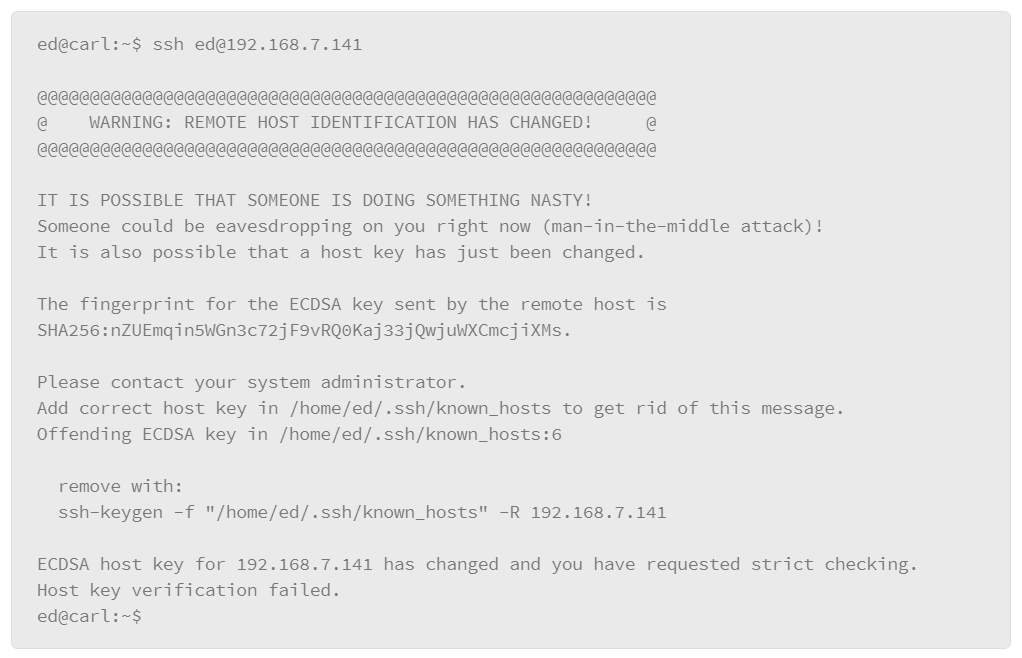 ed@carl:~$ ssh ed@192.168.7.141
@@@@@@@@@@@@@@@@@@@@@@@@@@@@@@@@@@@@@@@@@@@@@@@@@@@@@@@@@@@
@    WARNING: REMOTE HOST IDENTIFICATION HAS CHANGED!     @
@@@@@@@@@@@@@@@@@@@@@@@@@@@@@@@@@@@@@@@@@@@@@@@@@@@@@@@@@@@
IT IS POSSIBLE THAT SOMEONE IS DOING SOMETHING NASTY!
Someone could be eavesdropping on you right now (man-in-the-middle attack)!
It is also possible that a host key has just been changed.
The fingerprint for the ECDSA key sent by the remote host is
SHA256:nZUEmqin5WGn3c72jF9vRQ0Kaj33jQwjuWXCmcjiXMs.
Please contact your system administrator.
Add correct host key in /home/ed/.ssh/known_hosts to get rid of this message.
Offending ECDSA key in /home/ed/.ssh/known_hosts:6
  remove with:
  ssh-keygen -f "/home/ed/.ssh/known_hosts" -R 192.168.7.141
ECDSA host key for 192.168.7.141 has changed and you have requested strict checking.
Host key verification failed.
ed@carl:~$